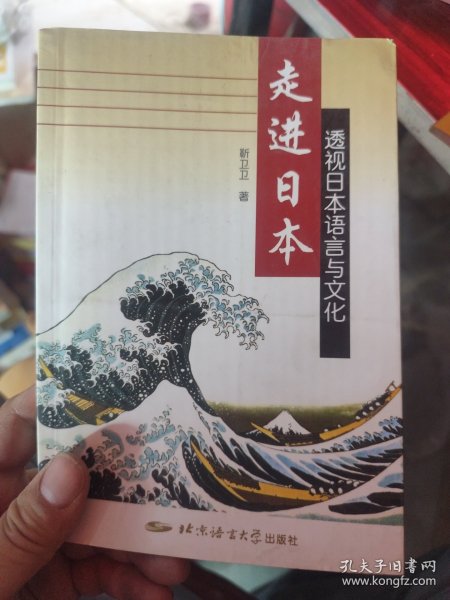 走进日本
透视日本语言与文化
靳卫卫 著
北京语言大学出版社
孔夫子旧书网
www.kongfz.com